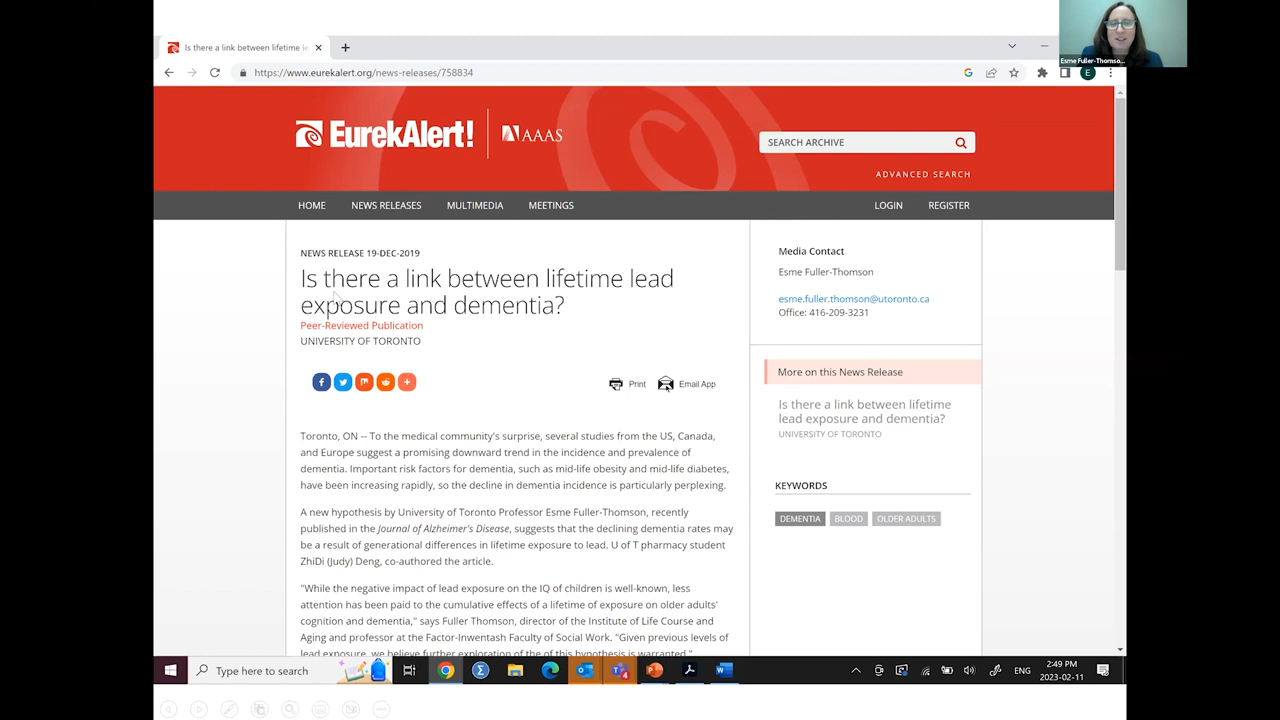 Esme Fuller-Thomso...
Is there a link between lifetime le
https://www.eurekalert.org/news-releases/758834
E
EurekAlert!
AAAS
SEARCH ARCHIVE
ADVANCED SEARCH
HOME
NEWS RELEASES
MULTIMEDIA
MEETINGS
LOGIN
REGISTER
NEWS RELEASE 19-DEC-2019
Is there a link between lifetime lead
exposure and dementia?
Peer-Reviewed Publication
UNIVERSITY OF TORONTO
Print
Email App
Toronto, ON -- To the medical community's surprise, several studies from the US, Canada,
and Europe suggest a promising downward trend in the incidence and prevalence of
dementia. Important risk factors for dementia, such as mid-life obesity and mid-life diabetes,
have been increasing rapidly, so the decline in dementia incidence is particularly perplexing.
A new hypothesis by University of Toronto Professor Esme Fuller-Thomson, recently
published in the Journal of Alzheimer's Disease, suggests that the declining dementia rates may
be a result of generational differences in lifetime exposure to lead. U of T pharmacy student
ZhiDi (Judy) Deng, co-authored the article.
"While the negative impact of lead exposure on the IQ of children is well-known, less
attention has been paid to the cumulative effects of a lifetime of exposure on older adults'
cognition and dementia," says Fuller Thomson, director of the Institute of Life Course and
Aging and professor at the Factor-Inwentash Faculty of Social Work. "Given previous levels of
lead exposure, we believe further exploration of the of this hypothesis is warranted."
Media Contact
Esme Fuller-Thomson
esme.fuller.thomson@utoronto.ca
Office: 416-209-3231
More on this News Release
Is there a link between lifetime
lead exposure and dementia?
UNIVERSITY OF TORONTO
KEYWORDS
DEMENTIA
BLOOD
OLDER ADULTS
Type here to search
4
ENG
2:49 PM
2023-02-11